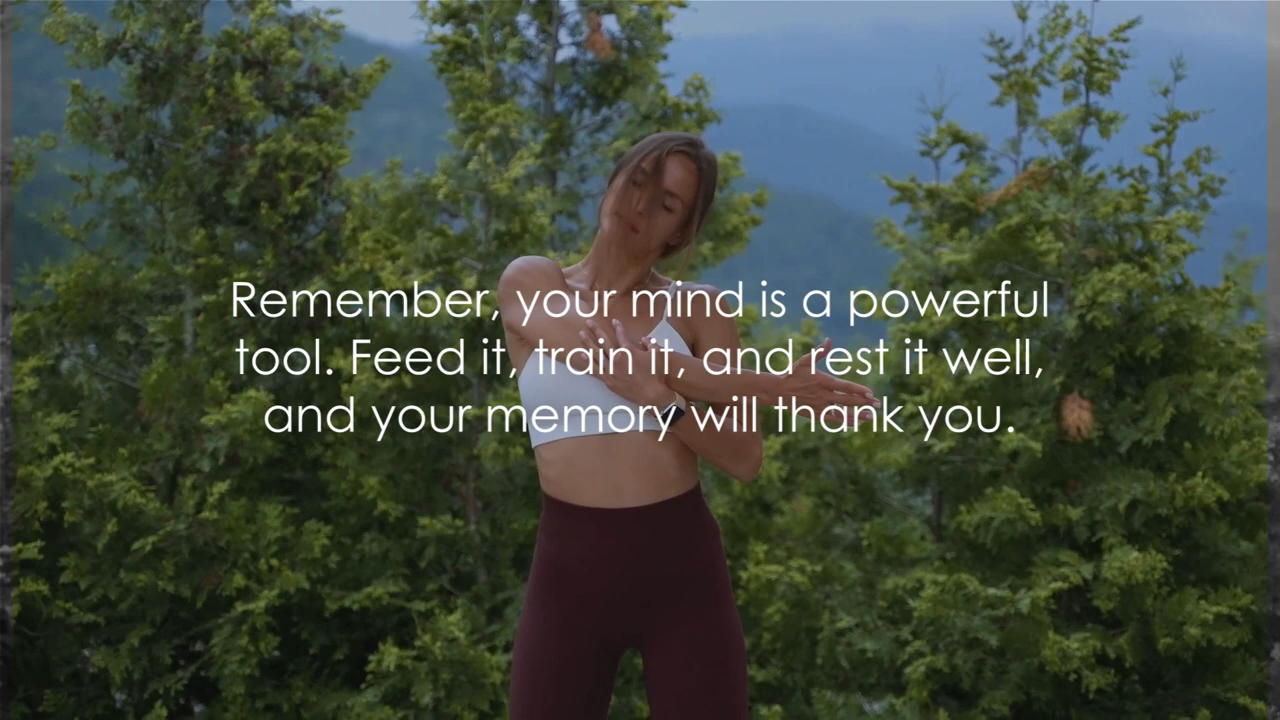 Remember, your mind is a powerful
tool. Feed it, train it, and rest it well,
and your memory will thank you.